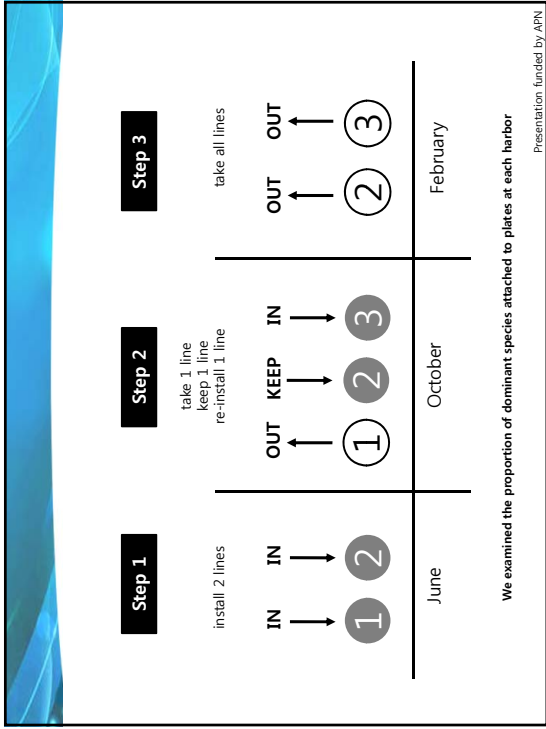 Step 1
install 2 lines
IN IN
1 2
June
Step 2
take 1 line
keep 1 line
re-install 1 line
OUT KEEP IN
1 2 3
October
Step 3
take all lines
OUT OUT
2 3
February
We examined the proportion of dominant species attached to plates at each harbor
Presentation funded by APN